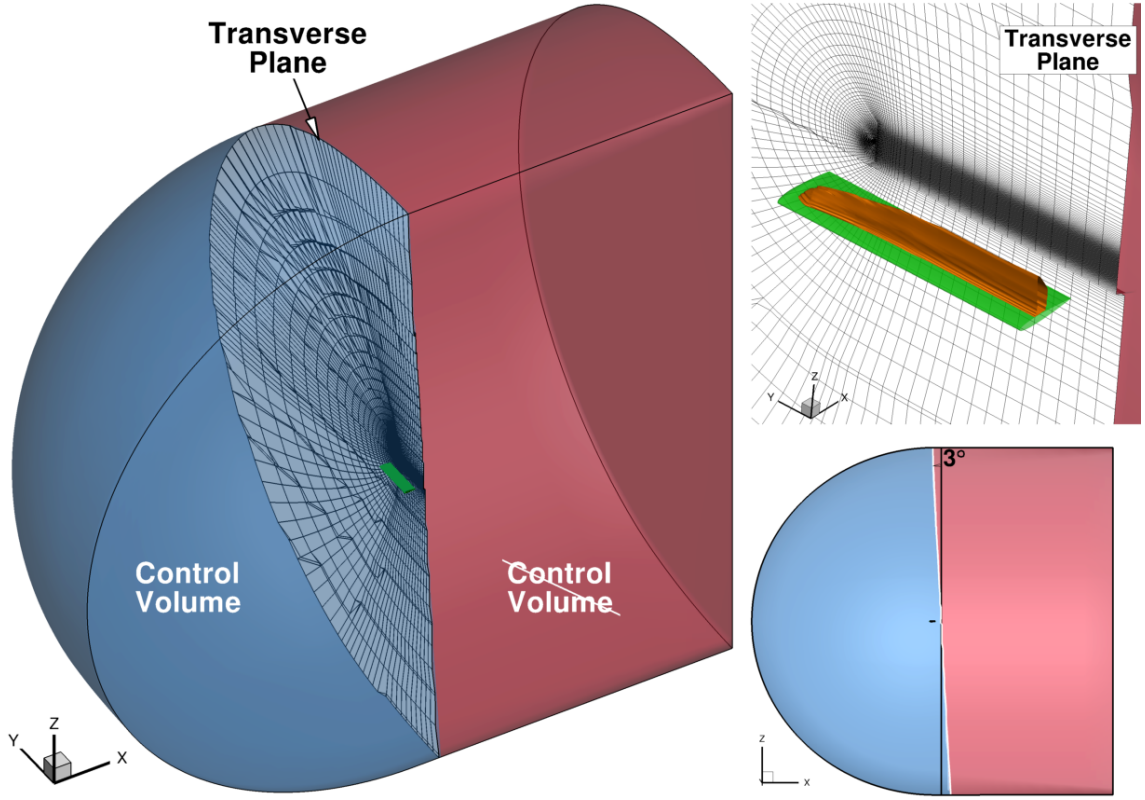 Transverse
Plane
Control
Volume
Control
Volume
Z
Y
X
Transverse
Plane
Z
Y
X
3°
Z
X